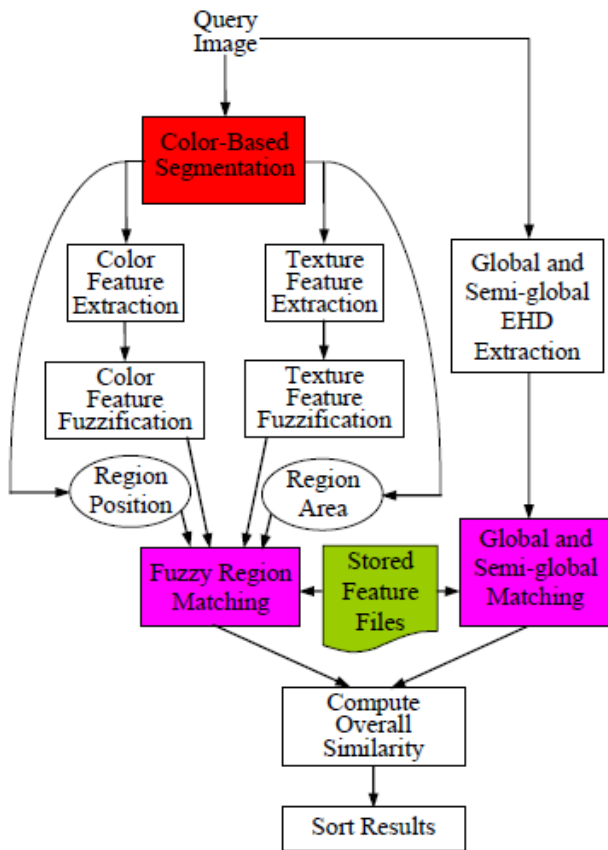 Query
Image
Color-Based
Segmentation
Color
Feature
Extraction
Texture
Feature
Extraction
Global and
Semi-global
EHD
Extraction
Color
Feature
Fuzzification
Texture
Feature
Fuzzification
Region
Position
Region
Area
Fuzzy Region
Matching
Stored
Feature
Files
Global and
Semi-global
Matching
Compute
Overall
Similarity
Sort Results